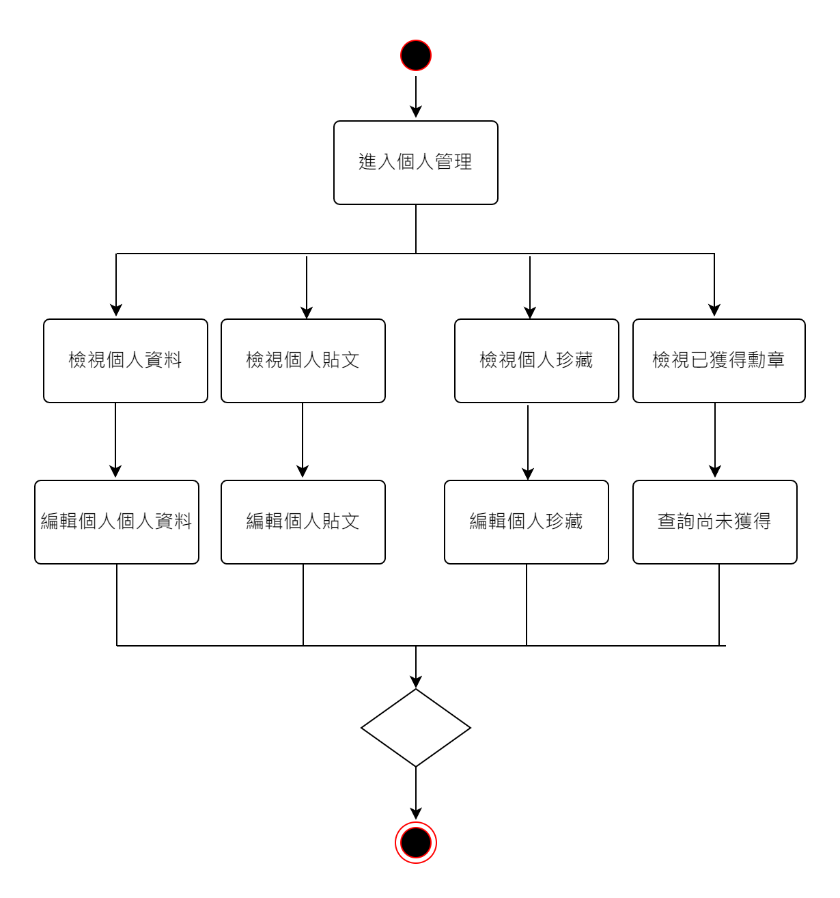 進入個人管理
檢視個人資料
檢視個人貼文
檢視個人珍藏
檢視已獲得勳章
編輯個人個人資料
編輯個人貼文
編輯個人珍藏
查詢尚未獲得